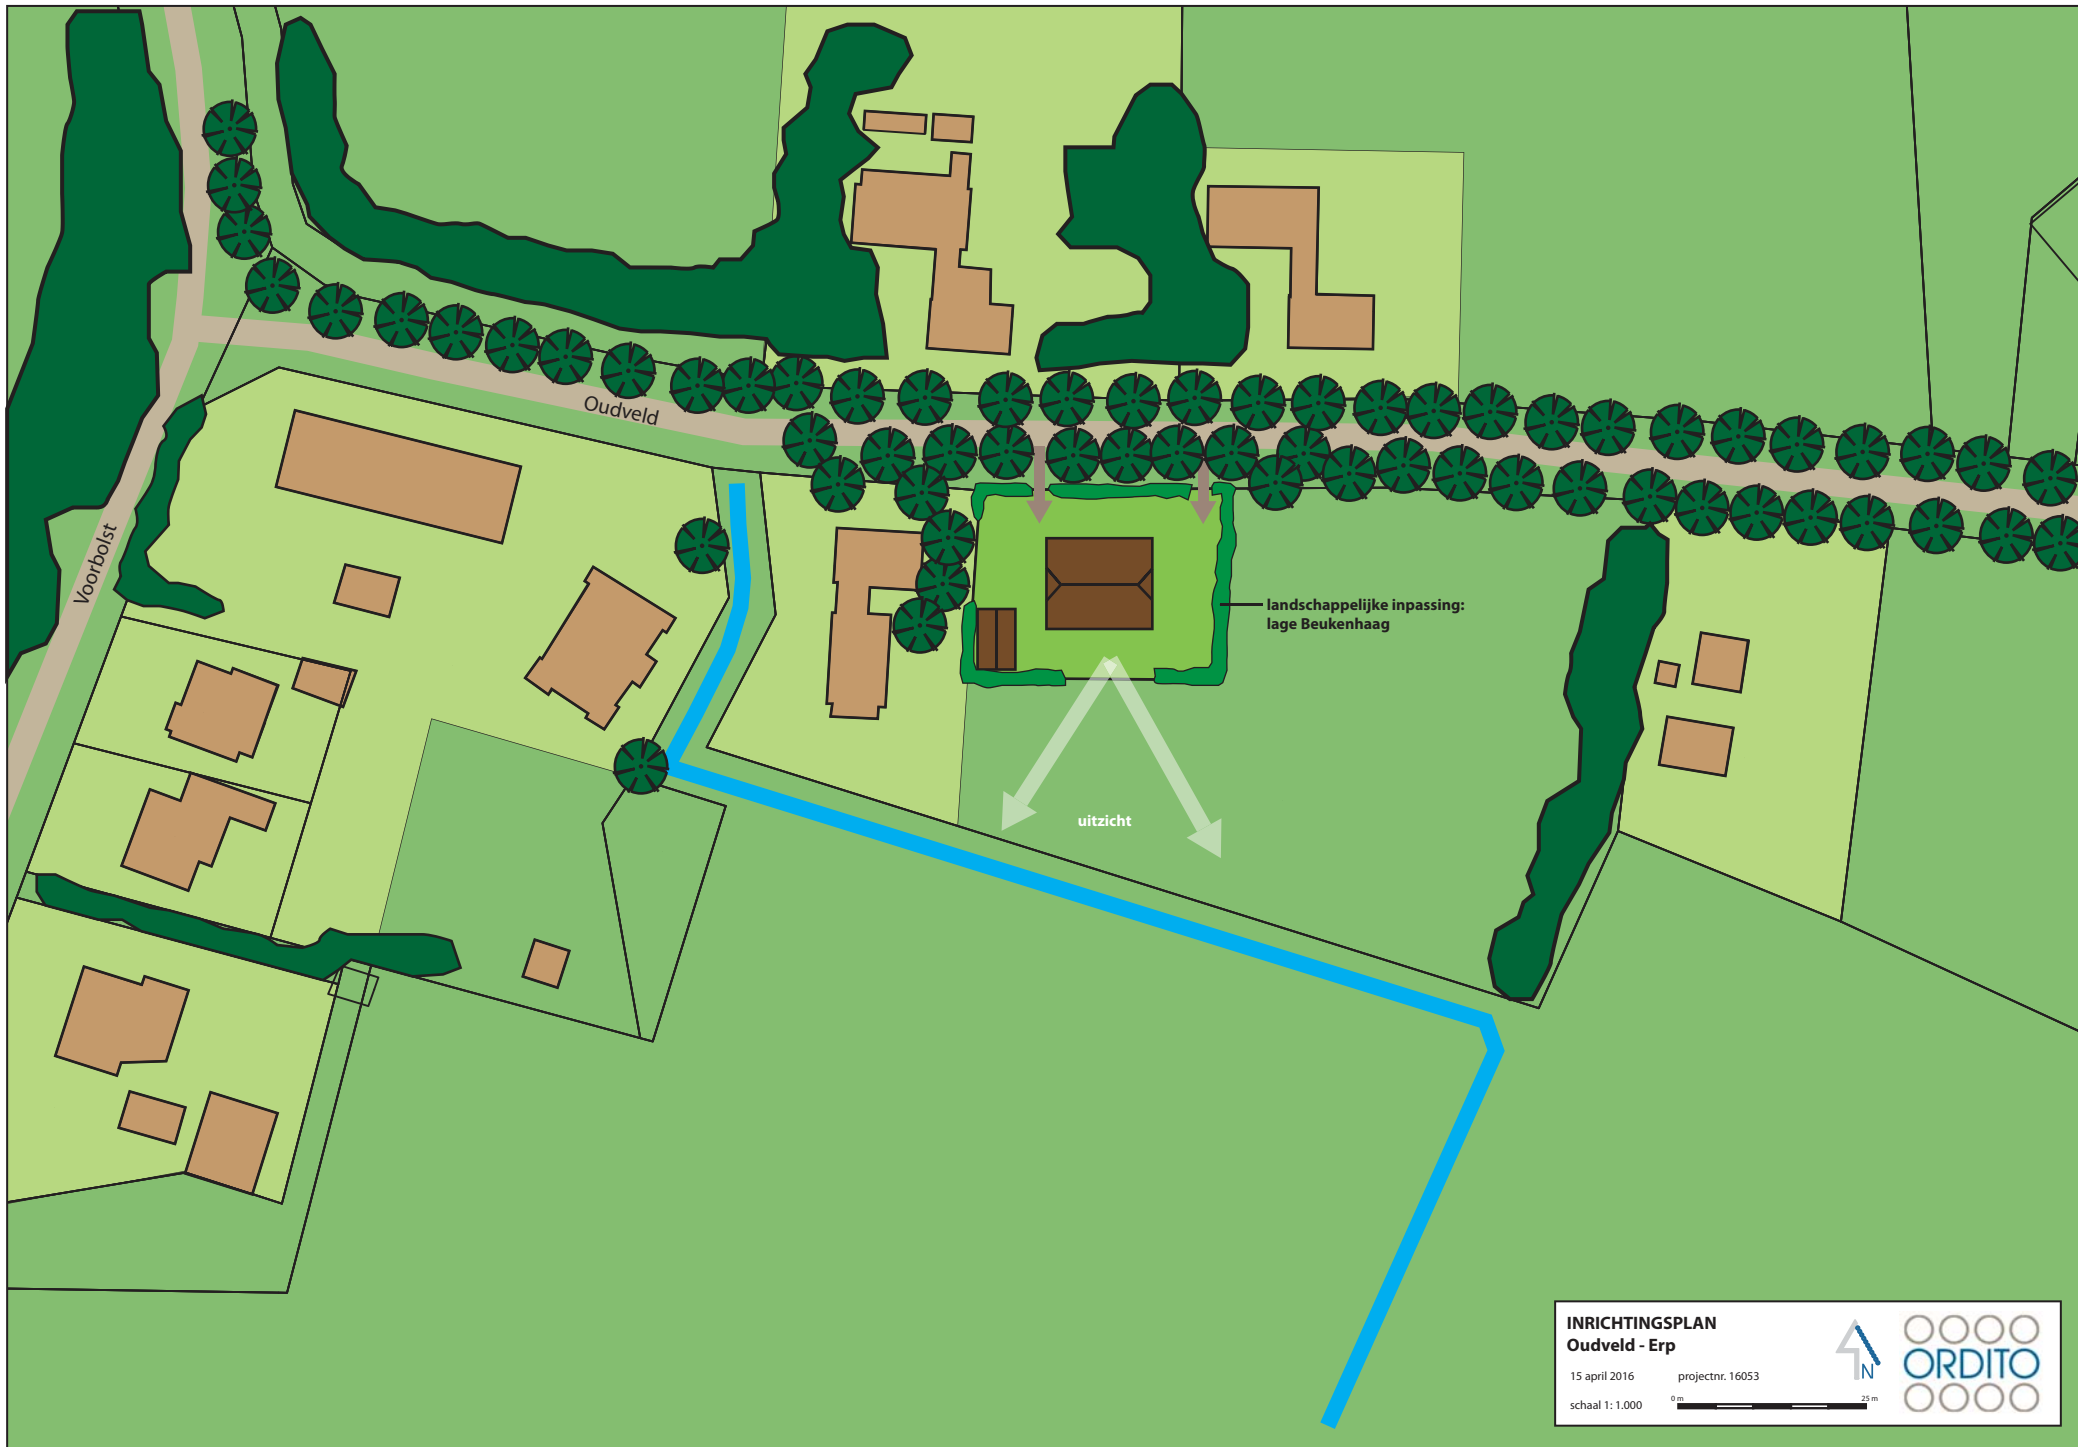 Oudveld
Voorbolst
landschappelijke inpassing:
lage Beukenhaag
uitzicht
INRICHTINGSPLAN
Oudveld - Erp
15 april 2016 projectnr. 16053
schaal 1: 1.000 0 m 25 m
N
ORDITO